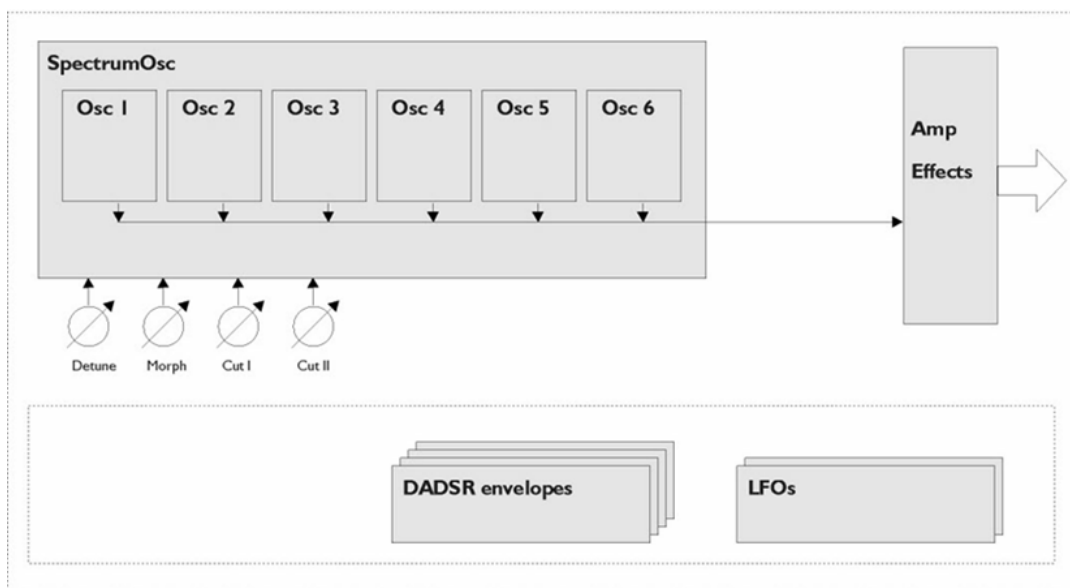 SpectrumOsc
Osc 1
Osc 2
Osc 3
Osc 4
Osc 5
Osc 6
Amp
Effects
Detune
Morph
Cut I
Cut II
DADSR envelopes
LFOs